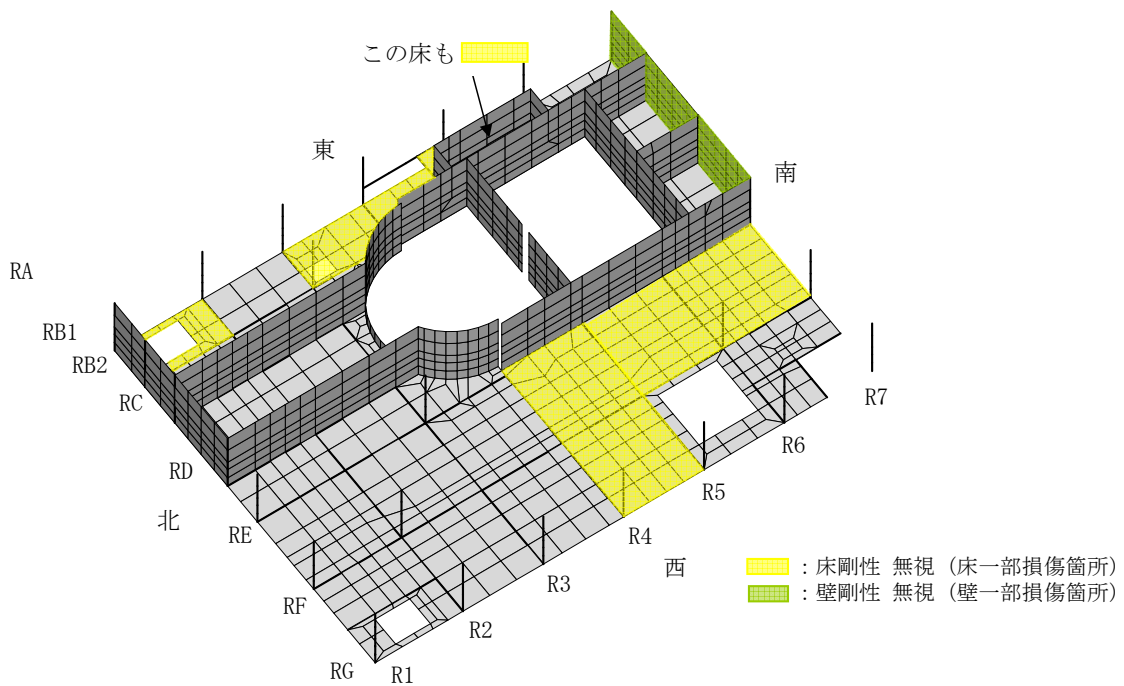 この床も
東
南
RA
RB1
RB2
RC
RD
北
RE
RF
RG
R1
R2
R3
R4
R5
R6
R7
西
：床剛性 無視（床一部損傷箇所）
：壁剛性 無視（壁一部損傷箇所）